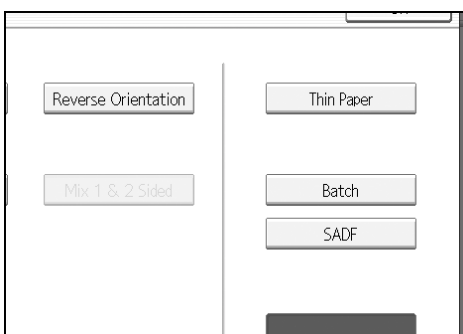 Reverse Orientation
Thin Paper
Mix 1 & 2 Sided
Batch
SADF